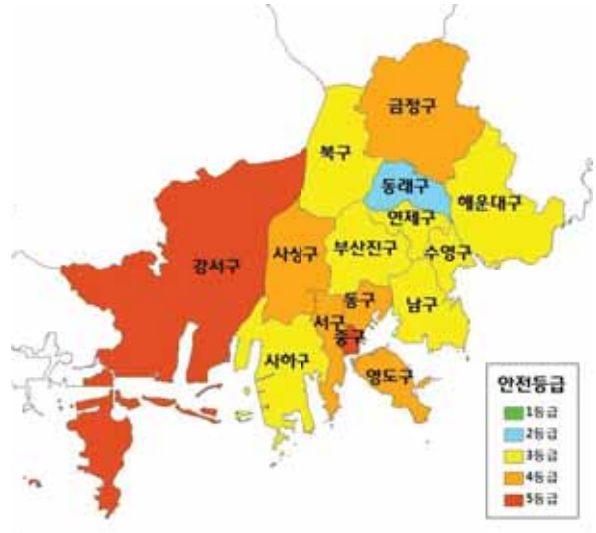 금정구
북구
동래구
해운대구
연제구
부산진구
수영구
사상구
강서구
동구
남구
서구
중구
사하구
영도구
안전등급
1등급
2등급
3등급
4등급
5등급